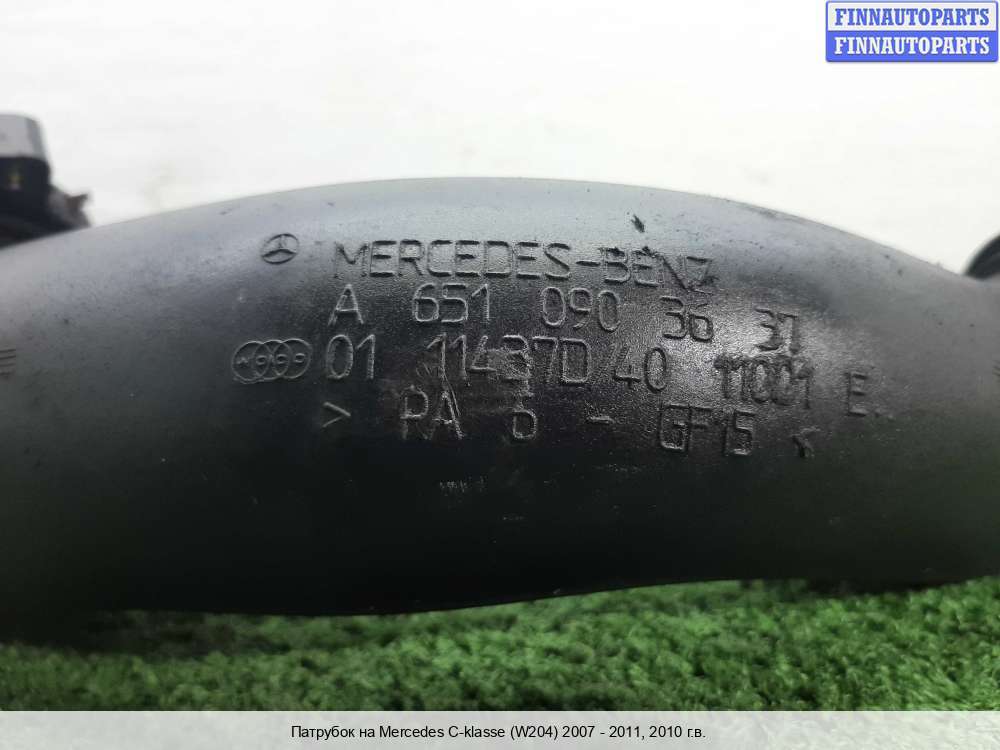 FINNAUTOPARTS
FINNAUTOPARTS
MERCEDES-BENZ
A 651 090 36 37
01 11437D 40 11001 E.
> PA 6 - GF15 <
Патрубок на Mercedes C-klasse (W204) 2007 - 2011, 2010 г.в.